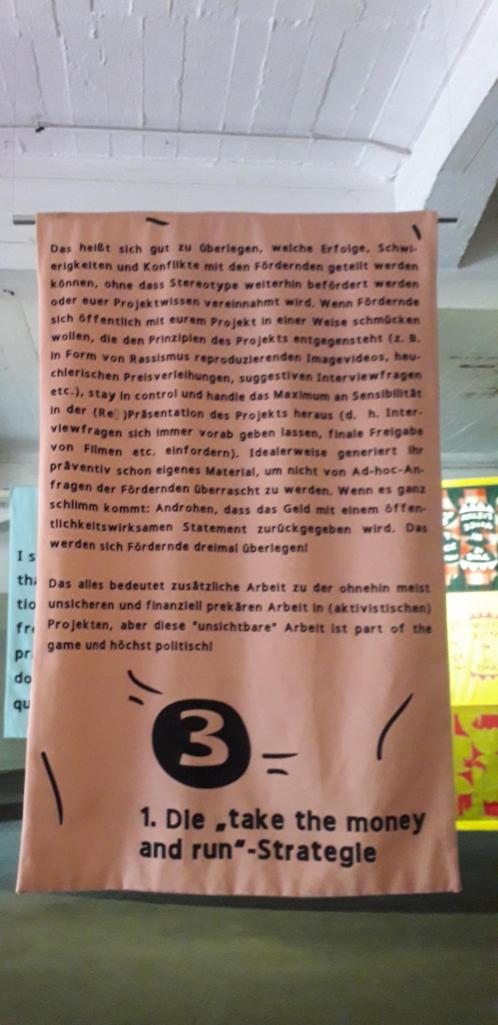 Das heißt sich gut zu überlegen, welche Erfolge, Schwi-
erigkeiten und Konflikte mit den Fördernden geteilt werden
können, ohne dass Stereotype weiterhin befördert werden
oder euer Projektwissen vereinnahmt wird. Wenn Fördernde
sich öffentlich mit eurem Projekt in einer Weise schmücken
wollen, die den Prinzipien des Projekts entgegensteht (z. B.
in Form von Rassismus reproduzierenden Imagevideos, heu-
chlerischen Preisverleihungen, suggestiven Interviewfragen
etc.), stay in control und handle das Maximum an Sensibilität
in der (Re▯)Präsentation des Projekts heraus (d. h. Inter-
viewfragen sich immer vorab geben lassen, finale Freigabe
von Filmen etc. einfordern). Idealerweise generiert ihr
präventiv schon eigenes Material, um nicht von Ad-hoc-An-
fragen der Fördernden überrascht zu werden. Wenn es ganz
schlimm kommt: Androhen, dass das Geld mit einem öffen-
tlichkeitswirksamen Statement zurückgegeben wird. Das
werden sich Fördernde dreimal überlegen!
Das alles bedeutet zusätzliche Arbeit zu der ohnehin meist
unsicheren und finanziell prekären Arbeit in (aktivistischen)
Projekten, aber diese "unsichtbare" Arbeit ist part of the
game und höchst politisch!
3
1. Die „take the money
and run"-Strategie
I s
tha
tio
fr
pr
do
qu